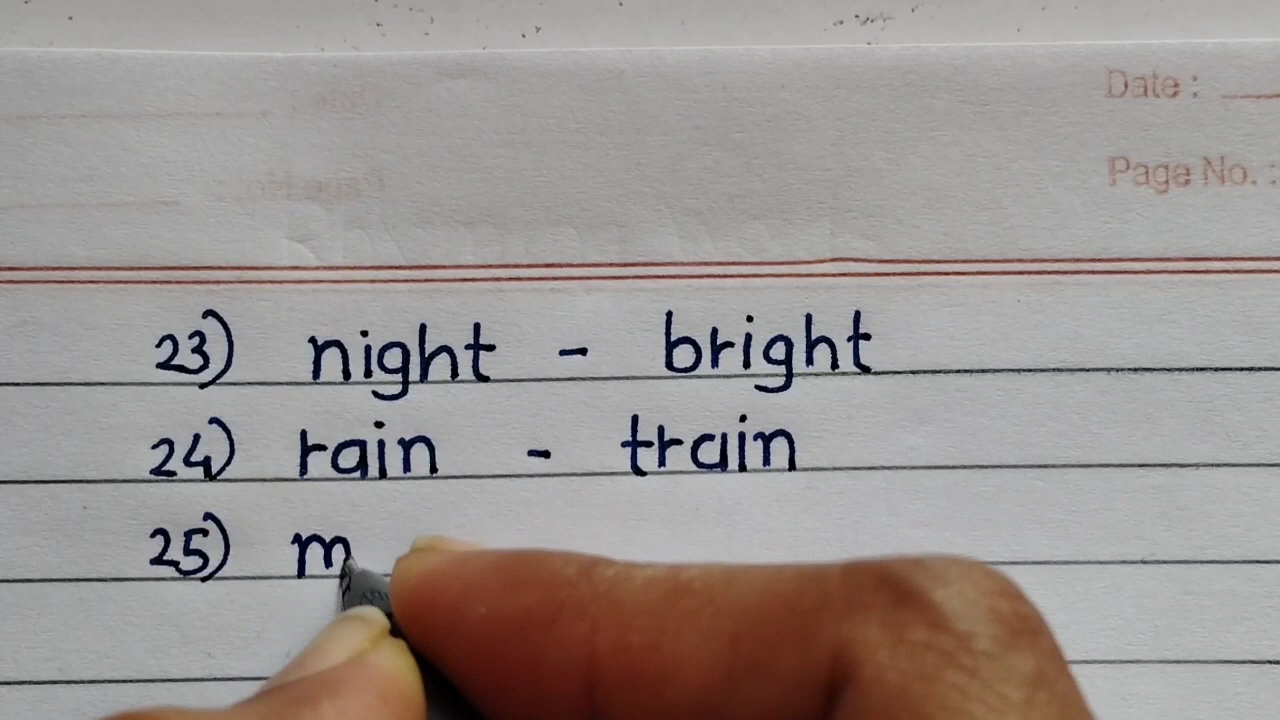 Date :
Page No. :
23) night - bright
24) rain - train
25) m